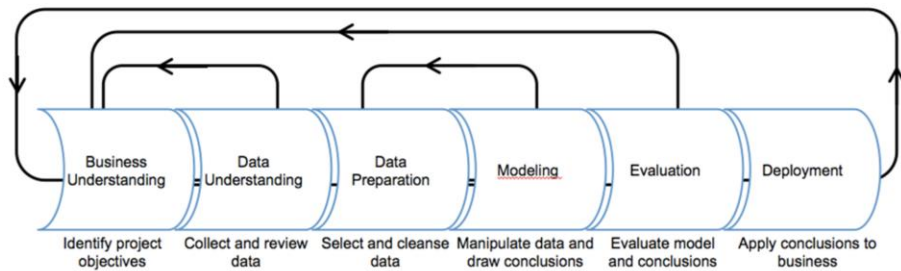 Business
Understanding
Data
Understanding
Data
Preparation
Modeling
Evaluation
Deployment
Identify project
objectives
Collect and review
data
Select and cleanse
data
Manipulate data and
draw conclusions
Evaluate model
and conclusions
Apply conclusions to
business